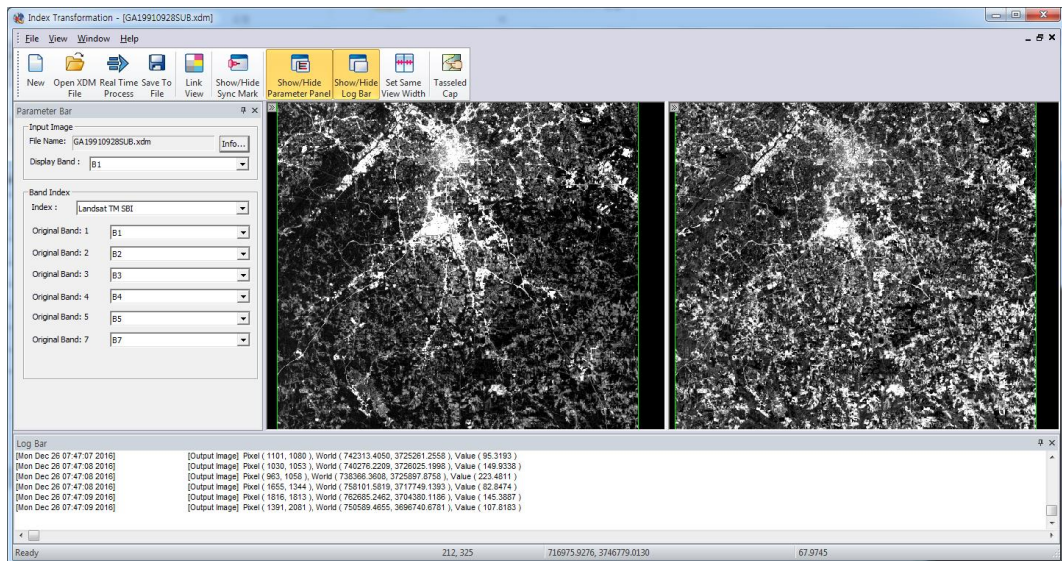 Index Transformation - [GA19910928SUB.xdm]
File View Window Help
New
Open XDM File
Real Time Process
Save To File
Link View
Show/Hide Sync Mark
Show/Hide Parameter Panel
Show/Hide Log Bar
Set Same View Width
Tasseled Cap
Parameter Bar
Input Image
File Name: GA19910928SUB.xdm Info...
Display Band : B1
Band Index
Index : Landsat TM SBI
Original Band: 1 B1
Original Band: 2 B2
Original Band: 3 B3
Original Band: 4 B4
Original Band: 5 B5
Original Band: 7 B7
Log Bar
[Mon Dec 26 07:47:07 2016] [Output Image] Pixel ( 1101, 1080 ), World ( 742313.4050, 3725261.2558 ), Value ( 95.3193 )
[Mon Dec 26 07:47:08 2016] [Output Image] Pixel ( 1030, 1053 ), World ( 740276.2209, 3726025.1998 ), Value ( 149.9338 )
[Mon Dec 26 07:47:08 2016] [Output Image] Pixel ( 963, 1058 ), World ( 738366.3608, 3725897.8758 ), Value ( 223.4811 )
[Mon Dec 26 07:47:08 2016] [Output Image] Pixel ( 1655, 1344 ), World ( 758101.5819, 3717749.1393 ), Value ( 82.8474 )
[Mon Dec 26 07:47:09 2016] [Output Image] Pixel ( 1816, 1813 ), World ( 762685.2462, 3704380.1186 ), Value ( 145.3887 )
[Mon Dec 26 07:47:09 2016] [Output Image] Pixel ( 1391, 2081 ), World ( 750589.4655, 3696740.6781 ), Value ( 107.8183 )
Ready 212, 325 716975.9276, 3746779.0130 67.9745